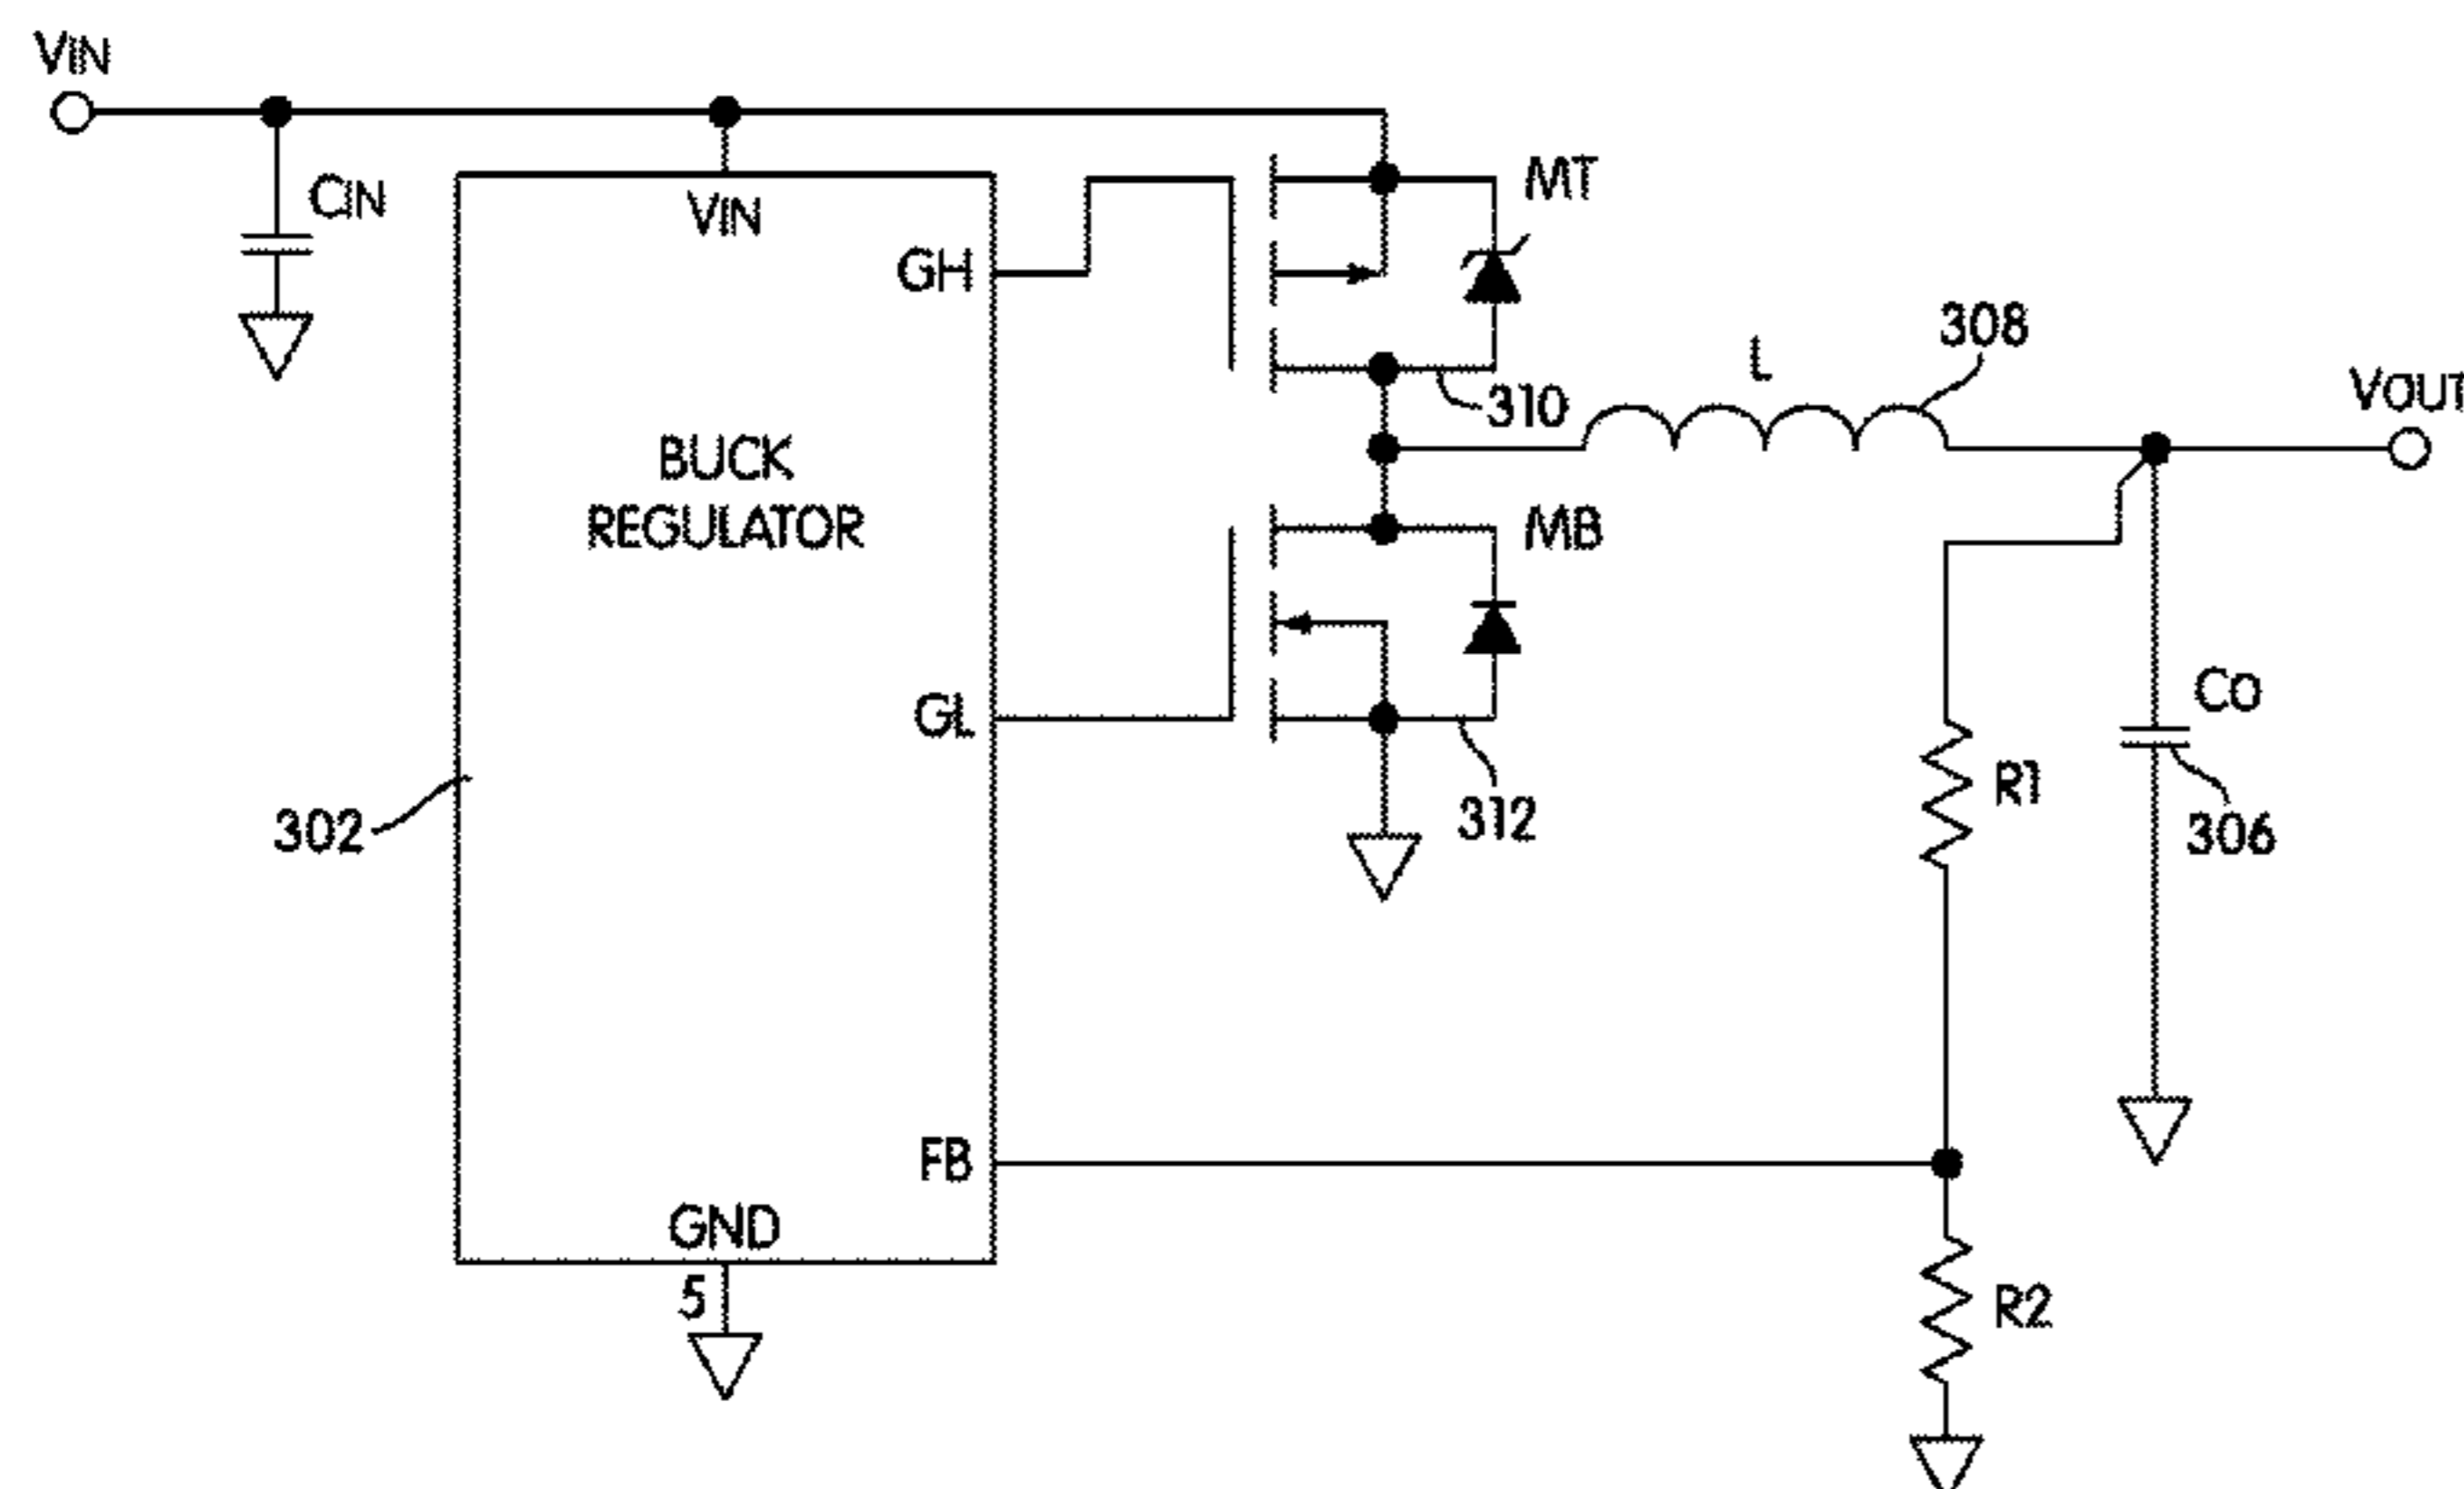 VIN
CIN
VIN
GH
MT
308
L
310
VOUT
BUCK
REGULATOR
MB
GL
CO
R1
302
312
306
FB
GND
5
R2